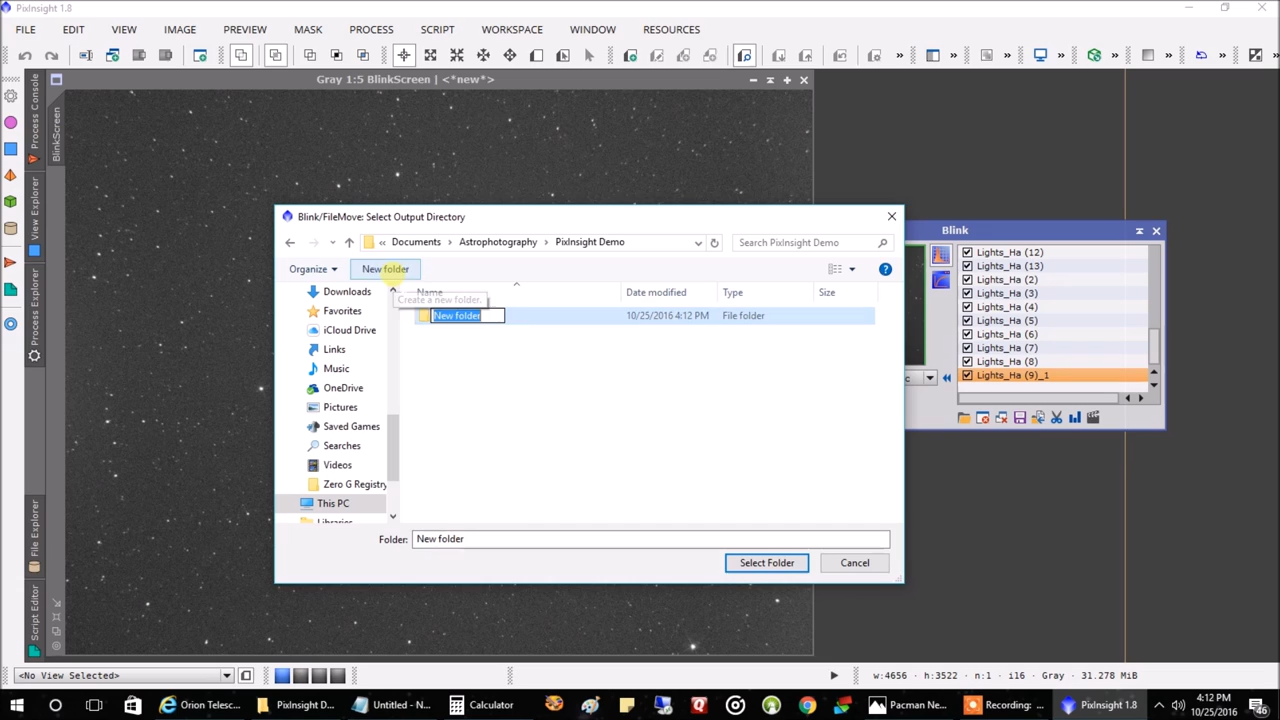 PixInsight 1.8
FILE EDIT VIEW IMAGE PREVIEW MASK PROCESS SCRIPT WORKSPACE WINDOW RESOURCES
Gray 1:5 BlinkScreen | <*new*>
Process Console
View Explorer
Process Explorer
File Explorer
Script Editor
BlinkScreen
Blink/FileMove: Select Output Directory
« Documents > Astrophotography > PixInsight Demo
Search PixInsight Demo
Organize
New folder
Create a new folder.
Name Date modified Type Size
New folder 10/25/2016 4:12 PM File folder
Downloads
Favorites
iCloud Drive
Links
Music
OneDrive
Pictures
Saved Games
Searches
Videos
Zero G Registry
This PC
Libraries
Folder: New folder
Select Folder
Cancel
Blink
Lights_Ha (12)
Lights_Ha (13)
Lights_Ha (2)
Lights_Ha (3)
Lights_Ha (4)
Lights_Ha (5)
Lights_Ha (6)
Lights_Ha (7)
Lights_Ha (8)
Lights_Ha (9)_1
c
<No View Selected>
w:4656 · h:3522 · n:1 · i16 · Gray · 31.278 MiB
Orion Telesc...
PixInsight D...
Untitled - N...
Calculator
Pacman Ne...
Recording: ...
PixInsight 1.8
4:12 PM
10/25/2016
46